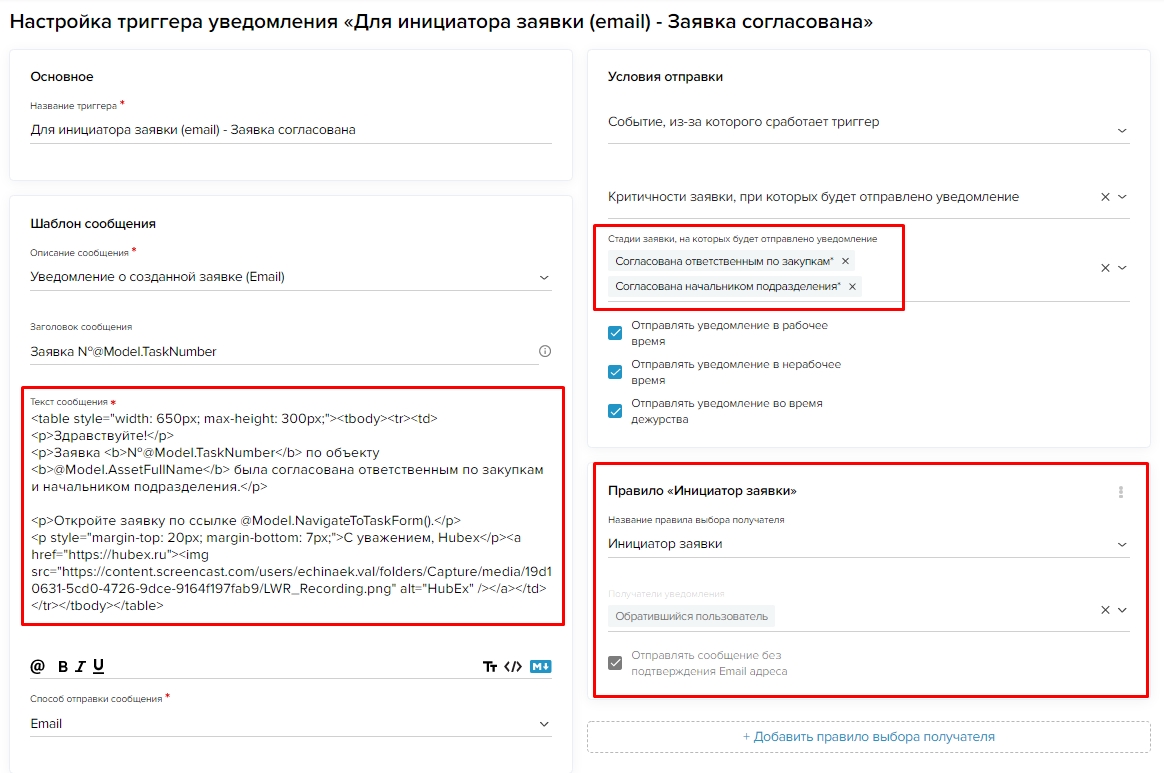 Настройка триггера уведомления «Для инициатора заявки (email) - Заявка согласована»
Основное
Название триггера *
Для инициатора заявки (email) - Заявка согласована
Шаблон сообщения
Описание сообщения *
Уведомление о созданной заявке (Email)
Заголовок сообщения
Заявка №@Model.TaskNumber
Текст сообщения *
<table style="width: 650px; max-height: 300px;"><tbody><tr><td>
<p>Здравствуйте!</p>
<p>Заявка <b>№@Model.TaskNumber</b> по объекту
<b>@Model.AssetFullName</b> была согласована ответственным по закупкам
и начальником подразделения.</p>
<p>Откройте заявку по ссылке @Model.NavigateToTaskForm().</p>
<p style="margin-top: 20px; margin-bottom: 7px;">С уважением, Hubex</p><a
href="https://hubex.ru"><img
src="https://content.screencast.com/users/echinaek.val/folders/Capture/media/19d1
0631-5cd0-4726-9dce-9164f197fab9/LWR_Recording.png" alt="HubEx" /></a></td>
</tr></tbody></table>
@ B I U Tт </> M↓
Способ отправки сообщения *
Email
Условия отправки
Событие, из-за которого сработает триггер
Критичности заявки, при которых будет отправлено уведомление
Стадии заявки, на которых будет отправлено уведомление
Согласована ответственным по закупкам* ×
Согласована начальником подразделения* ×
Отправлять уведомление в рабочее
время
Отправлять уведомление в нерабочее
время
Отправлять уведомление во время
дежурства
Правило «Инициатор заявки»
Название правила выбора получателя
Инициатор заявки
Получатели уведомления
Обратившийся пользователь
Отправлять сообщение без
подтверждения Email адреса
+ Добавить правило выбора получателя